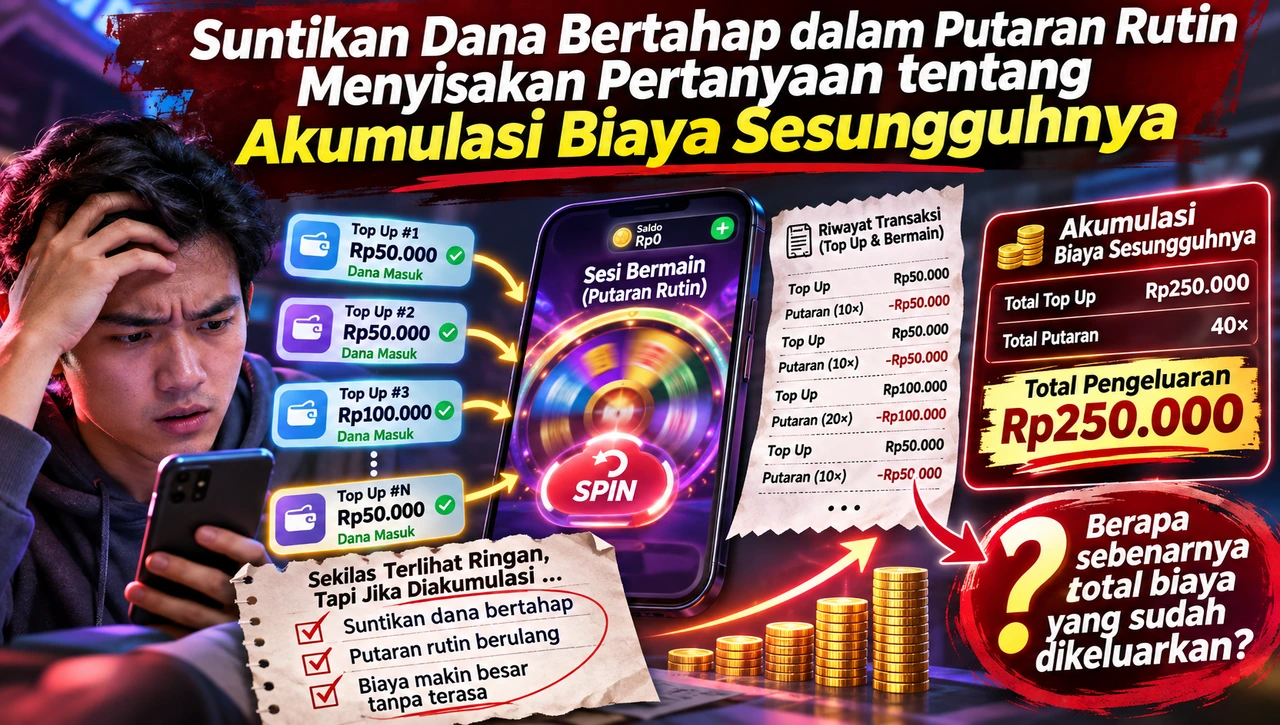 Suntikan Dana Bertahap dalam Putaran Rutin
Menyisakan Pertanyaan tentang
Akumulasi Biaya Sesungguhnya
Top Up #1
Rp50.000
Dana Masuk
Top Up #2
Rp50.000
Dana Masuk
Top Up #3
Rp100.000
Dana Masuk
Top Up #N
Rp50.000
Dana Masuk
Saldo
Rp0
Sesi Bermain
(Putaran Rutin)
SPIN
Riwayat Transaksi
(Top Up & Bermain)
Top Up Rp50.000
Putaran (10×) -Rp50.000
Top Up Rp50.000
Putaran (10×) -Rp50.000
Top Up Rp100.000
Putaran (20×) -Rp100.000
Top Up Rp50.000
Putaran (10×) -Rp50.000
...
Akumulasi
Biaya Sesungguhnya
Total Top Up Rp250.000
Total Putaran 40×
Total Pengeluaran
Rp250.000
Sekilas Terlihat Ringan,
Tapi Jika Diakumulasi ...
Suntikan dana bertahap
Putaran rutin berulang
Biaya makin besar
tanpa terasa
?
Berapa
sebenarnya
total biaya
yang sudah
dikeluarkan?